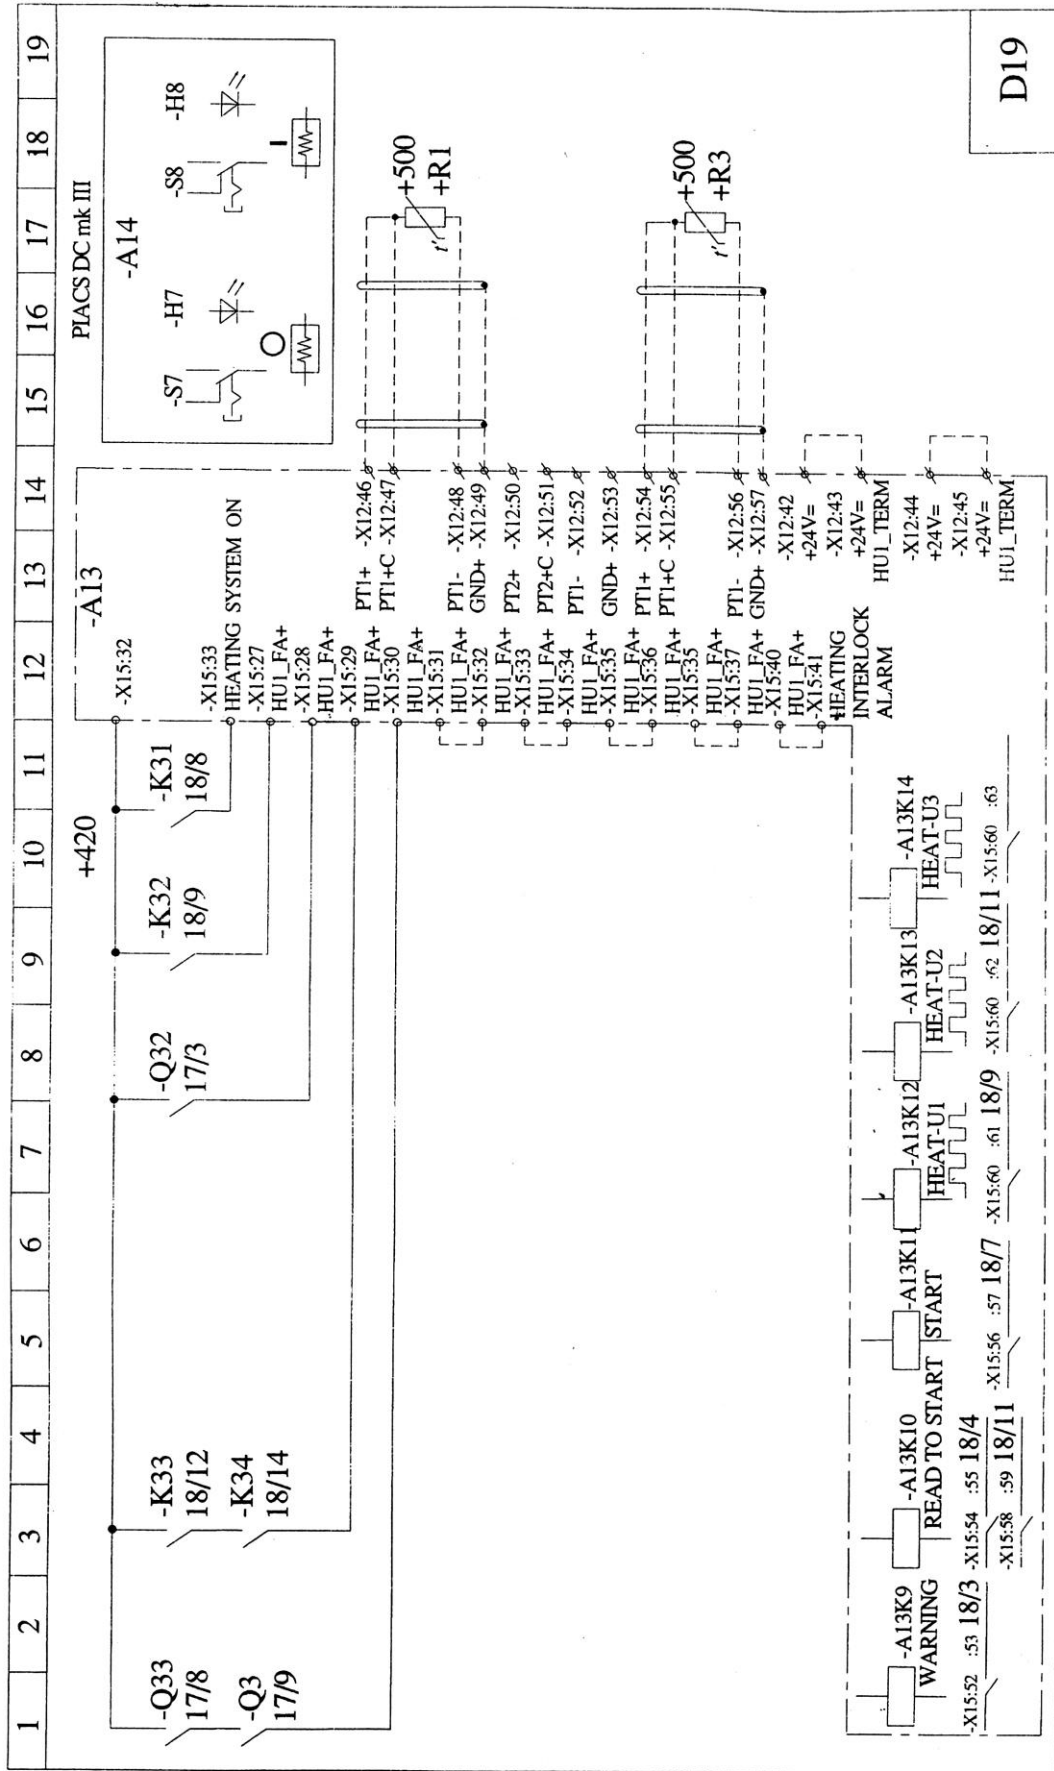 1 2 3 4 5 6 7 8 9 10 11 12 13 14 15 16 17 18 19
PIACS DC mk III
-A14
-S7
-H7
-S8
-H8
-A13
+420
-Q33
17/8
-Q3
17/9
-K33
18/12
-K34
18/14
-Q32
17/3
-K32
18/9
-K31
18/8
-X15:32
-X15:33
HEATING SYSTEM ON
-X15:27
HU1_FA+
-X15:28
HU1_FA+
-X15:29
HU1_FA+
-X15:30
HU1_FA+
-X15:31
HU1_FA+
-X15:32
HU1_FA+
-X15:33
HU1_FA+
-X15:34
HU1_FA+
-X15:35
HU1_FA+
-X15:36
HU1_FA+
-X15:35
HU1_FA+
-X15:37
HU1_FA+
-X15:40
HU1_FA+
-X15:41
HEATING
INTERLOCK
ALARM
PT1+ -X12:46
PT1+C -X12:47
PT1- -X12:48
GND+ -X12:49
PT2+ -X12:50
PT2+C -X12:51
PT1- -X12:52
GND+ -X12:53
PT1+ -X12:54
PT1+C -X12:55
PT1- -X12:56
GND+ -X12:57
-X12:42
+24V=
-X12:43
+24V=
HU1_TERM
-X12:44
+24V=
-X12:45
+24V=
HU1_TERM
+500
+R1
t'
+500
+R3
t'
-A13K9
WARNING
-X15:52 :53 18/3
-A13K10
READ TO START
-X15:54 :55 18/4
-X15:58 :59 18/11
-A13K11
START
-X15:56 :57 18/7
-A13K12
HEAT-U1
-X15:60 :61 18/9
-A13K13
HEAT-U2
-X15:60 :62 18/11
-A13K14
HEAT-U3
-X15:60 :63
D19